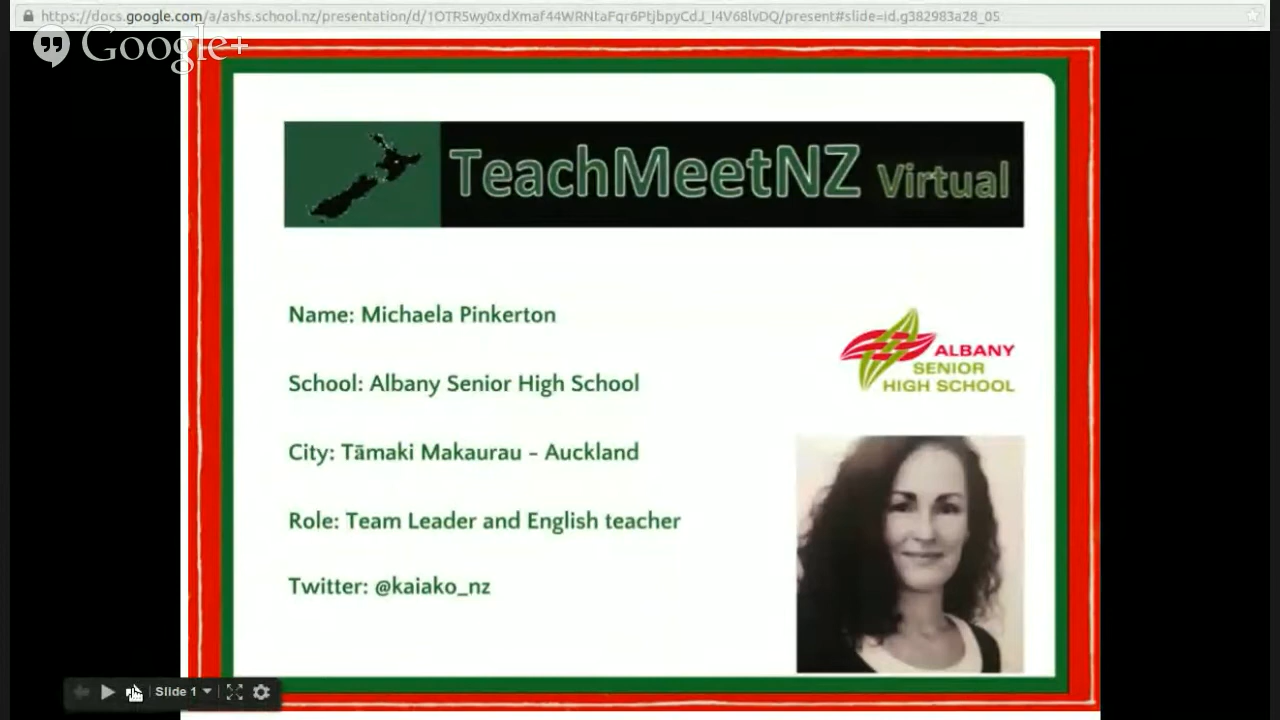 https://docs.google.com/a/ashs.school.nz/presentation/d/1OTR5wy0xdXmaf44WRNtaFqr6PtjbpyCdJ_I4V68lvDQ/present#slide=id.g382983a28_05
Google+
TeachMeetNZ Virtual
Name: Michaela Pinkerton
School: Albany Senior High School
City: Tāmaki Makaurau - Auckland
Role: Team Leader and English teacher
Twitter: @kaiako_nz
ALBANY
SENIOR
HIGH SCHOOL
Slide 1